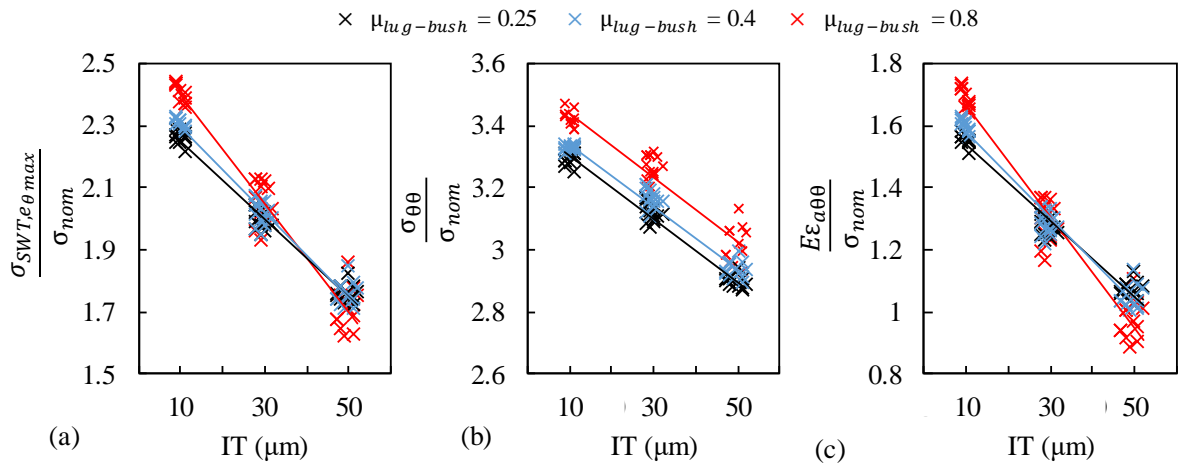 × μlug-bush = 0.25 × μlug-bush = 0.4 × μlug-bush = 0.8
2.5
2.3
2.1
1.9
1.7
1.5
σSWT,eθ max
σnom
10 30 50
IT (μm)
(a)
3.6
3.4
3.2
3
2.8
2.6
σθθ
σnom
10 30 50
IT (μm)
(b)
1.8
1.6
1.4
1.2
1
0.8
Eεaθθ
σnom
10 30 50
IT (μm)
(c)